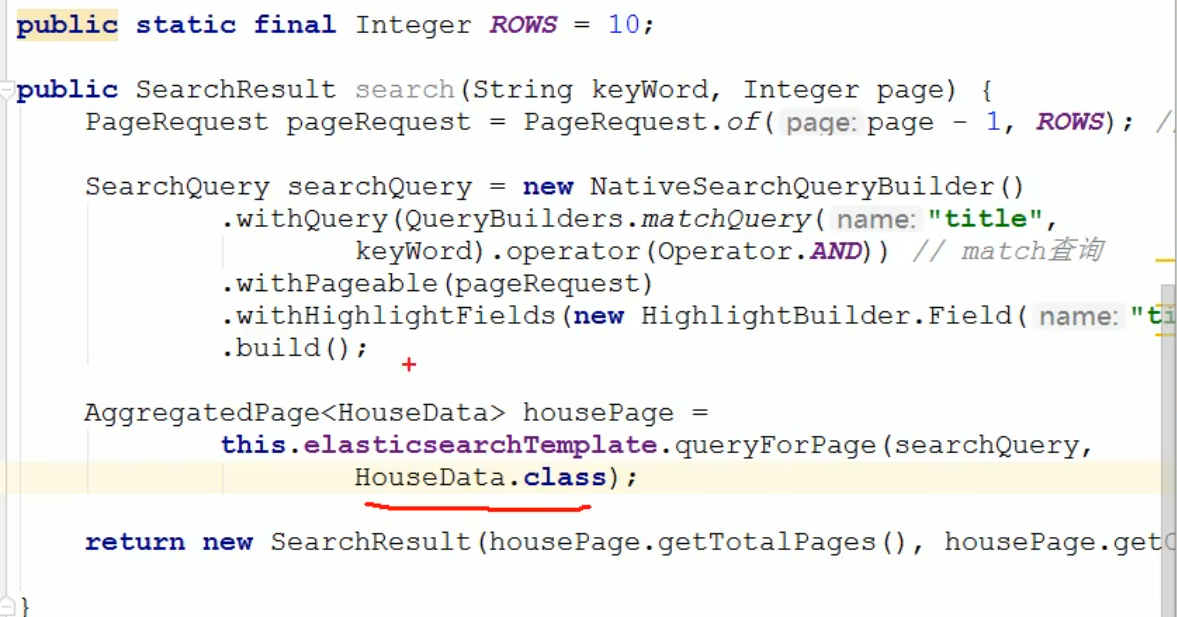 public static final Integer ROWS = 10;
public SearchResult search(String keyWord, Integer page) {
PageRequest pageRequest = PageRequest.of( page: page - 1, ROWS); //
SearchQuery searchQuery = new NativeSearchQueryBuilder()
.withQuery(QueryBuilders.matchQuery( name: "title",
keyWord).operator(Operator.AND)) // match查询
.withPageable(pageRequest)
.withHighlightFields(new HighlightBuilder.Field( name: "ti
.build();
AggregatedPage<HouseData> housePage =
this.elasticsearchTemplate.queryForPage(searchQuery,
HouseData.class);
return new SearchResult(housePage.getTotalPages(), housePage.get
}